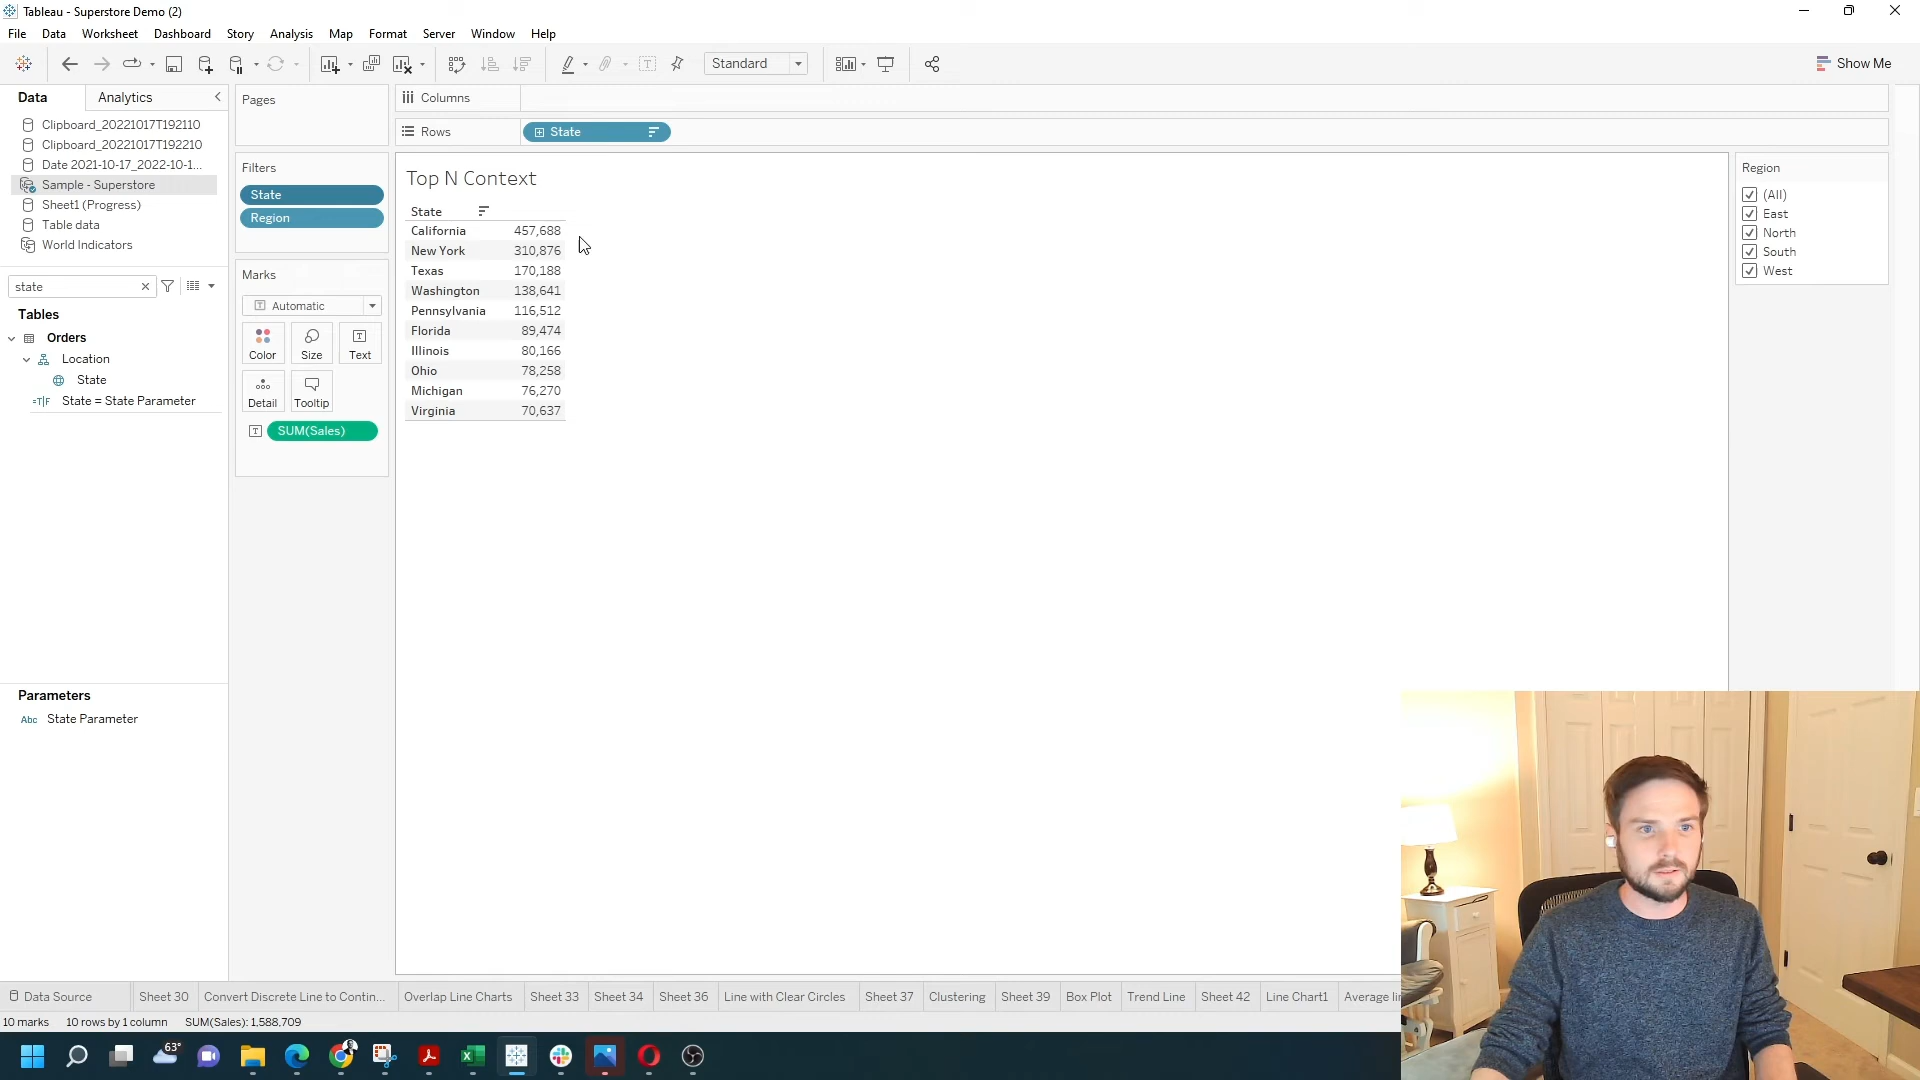 Tableau - Superstore Demo (2)
File Data Worksheet Dashboard Story Analysis Map Format Server Window Help
Standard
Show Me
Data Analytics
Clipboard_20221017T192110
Clipboard_20221017T192210
Date 2021-10-17_2022-10-1...
Sample - Superstore
Sheet1 (Progress)
Table data
World Indicators
state
Tables
Orders
Location
State
=T|F State = State Parameter
Parameters
Abc State Parameter
Pages
Filters
State
Region
Marks
Automatic
Color Size Text
Detail Tooltip
SUM(Sales)
Columns
Rows State
Top N Context
State
California 457,688
New York 310,876
Texas 170,188
Washington 138,641
Pennsylvania 116,512
Florida 89,474
Illinois 80,166
Ohio 78,258
Michigan 76,270
Virginia 70,637
Region
(All)
East
North
South
West
Data Source Sheet 30 Convert Discrete Line to Contin... Overlap Line Charts Sheet 33 Sheet 34 Sheet 36 Line with Clear Circles Sheet 37 Clustering Sheet 39 Box Plot Trend Line Sheet 42 Line Chart1 Average
10 marks 10 rows by 1 column SUM(Sales): 1,588,709
63°